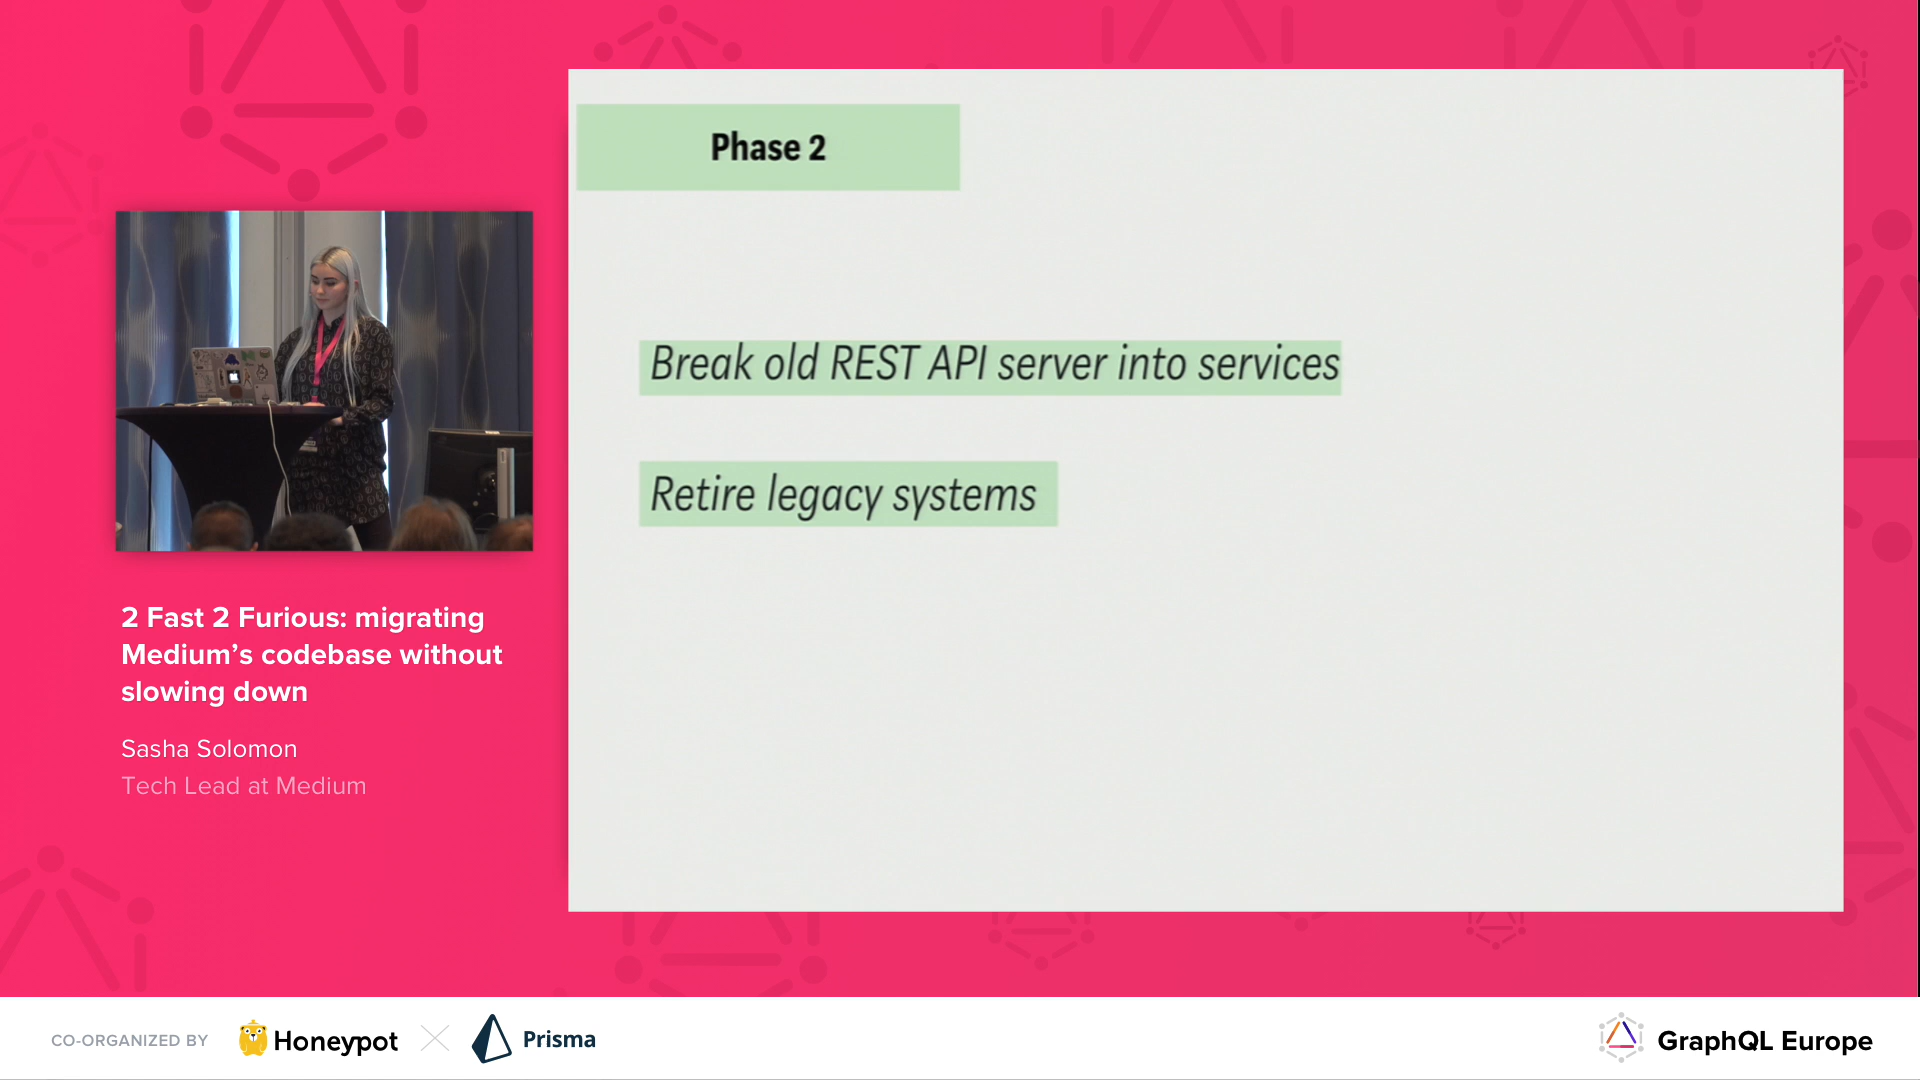 Phase 2
Break old REST API server into services
Retire legacy systems
2 Fast 2 Furious: migrating
Medium’s codebase without
slowing down
Sasha Solomon
Tech Lead at Medium
CO-ORGANIZED BY
Honeypot
Prisma
GraphQL Europe